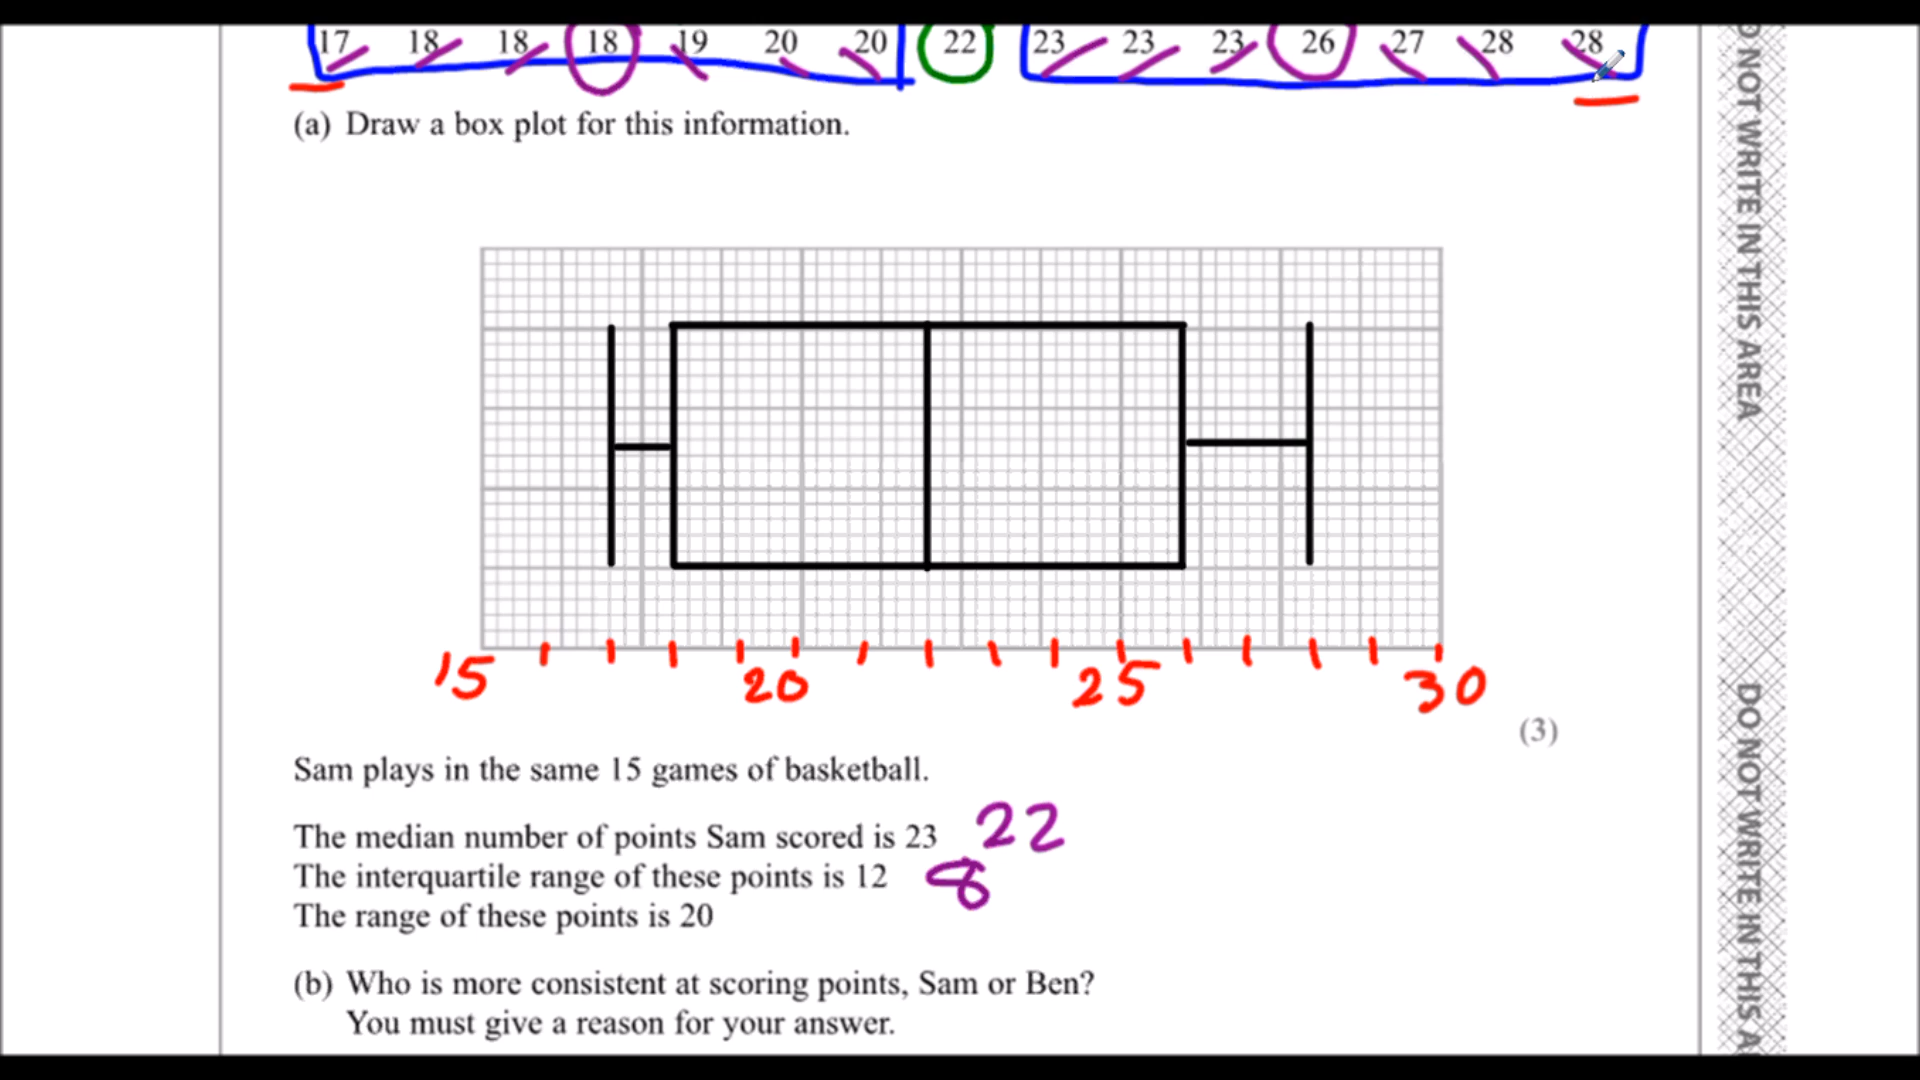 17 18 18 18 19 20 20 22 23 23 23 26 27 28 28
(a) Draw a box plot for this information.
15 20 25 30
(3)
Sam plays in the same 15 games of basketball.
The median number of points Sam scored is 23 22
The interquartile range of these points is 12 8
The range of these points is 20
(b) Who is more consistent at scoring points, Sam or Ben?
You must give a reason for your answer.
NOT WRITE IN THIS AREA
DO NOT WRITE IN THIS A